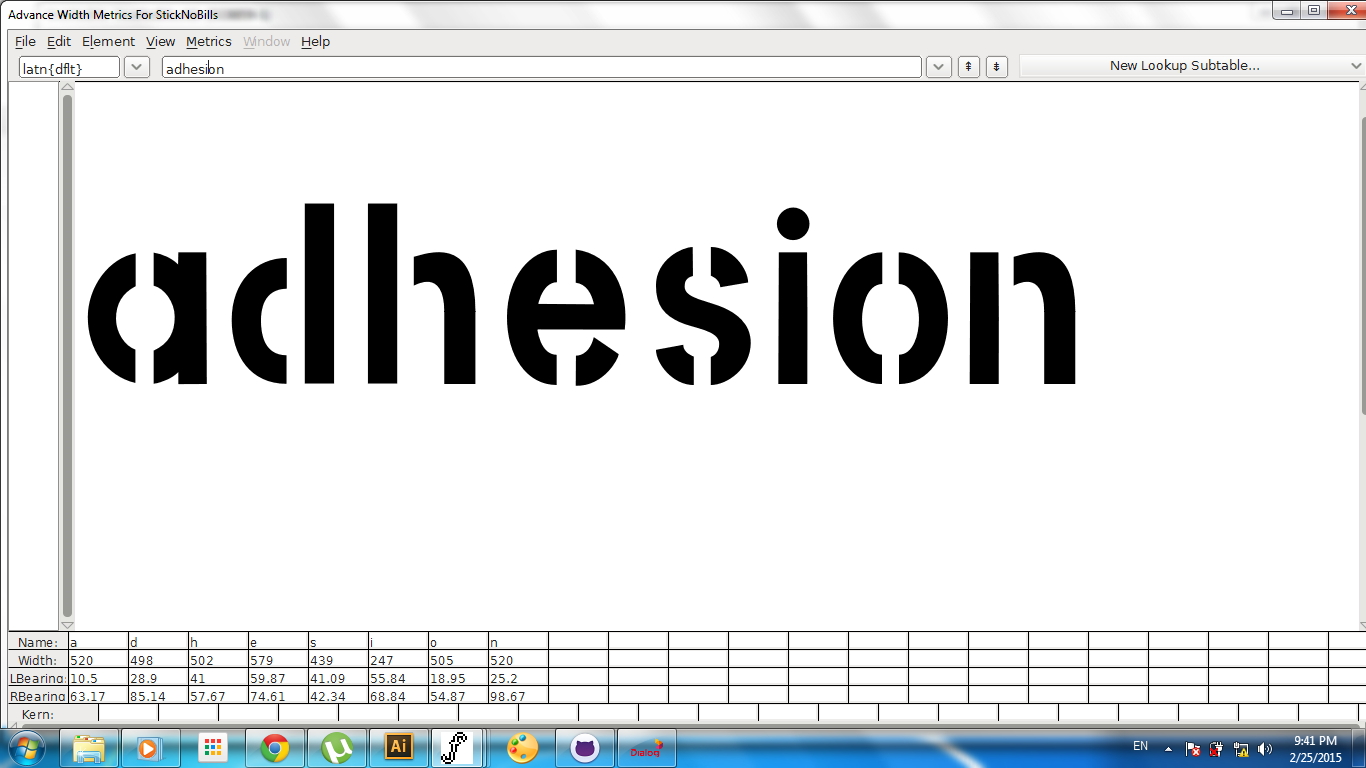 Advance Width Metrics For StickNoBills
File Edit Element View Metrics Window Help
latn{dflt} adhesion New Lookup Subtable...
adhesion
Name: a d h e s i o n
Width: 520 498 502 579 439 247 505 520
LBearing: 10.5 28.9 41 59.87 41.09 55.84 18.95 25.2
RBearing 63.17 85.14 57.67 74.61 42.34 68.84 54.87 98.67
Kern:
Ai Dialog EN 9:41 PM
2/25/2015